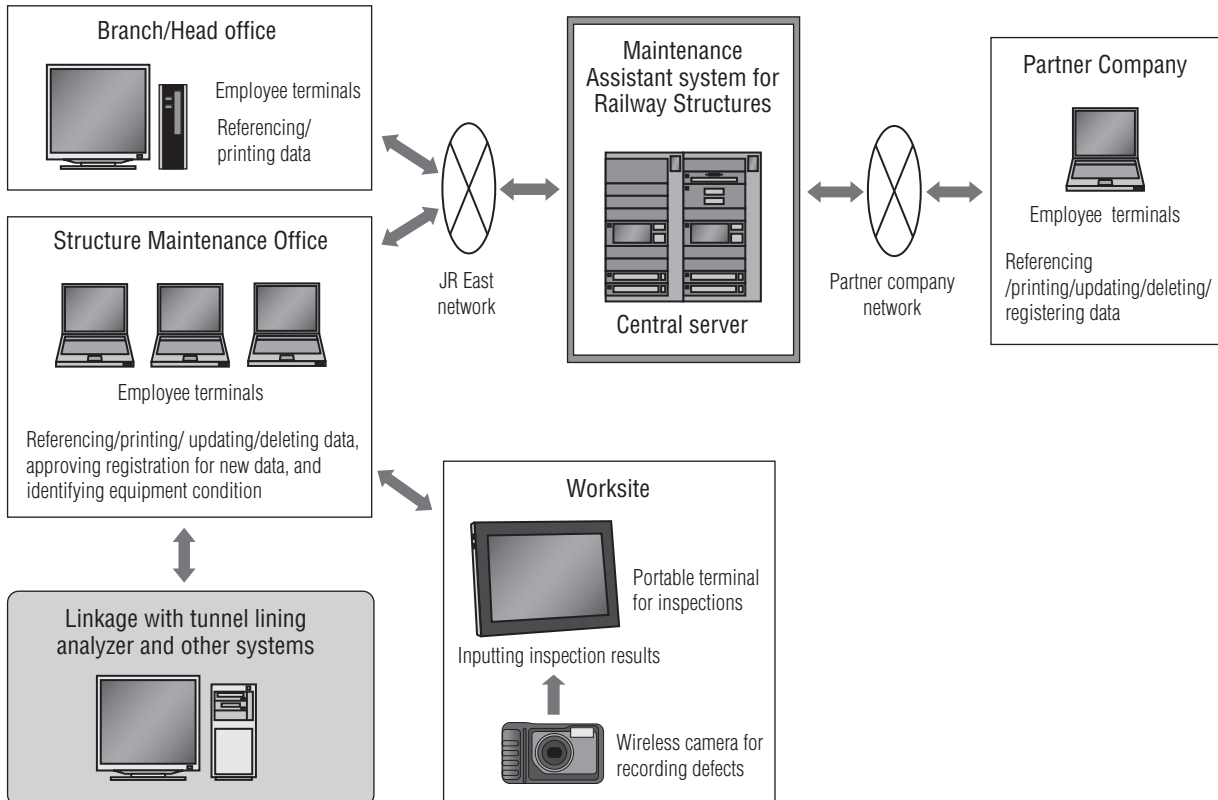 Branch/Head office
Employee terminals
Referencing/
printing data
Structure Maintenance Office
Employee terminals
Referencing/printing/ updating/deleting data,
approving registration for new data, and
identifying equipment condition
Linkage with tunnel lining
analyzer and other systems
JR East
network
Maintenance
Assistant system for
Railway Structures
Central server
Partner company
network
Partner Company
Employee terminals
Referencing
/printing/updating/deleting/
registering data
Worksite
Portable terminal
for inspections
Inputting inspection results
Wireless camera for
recording defects